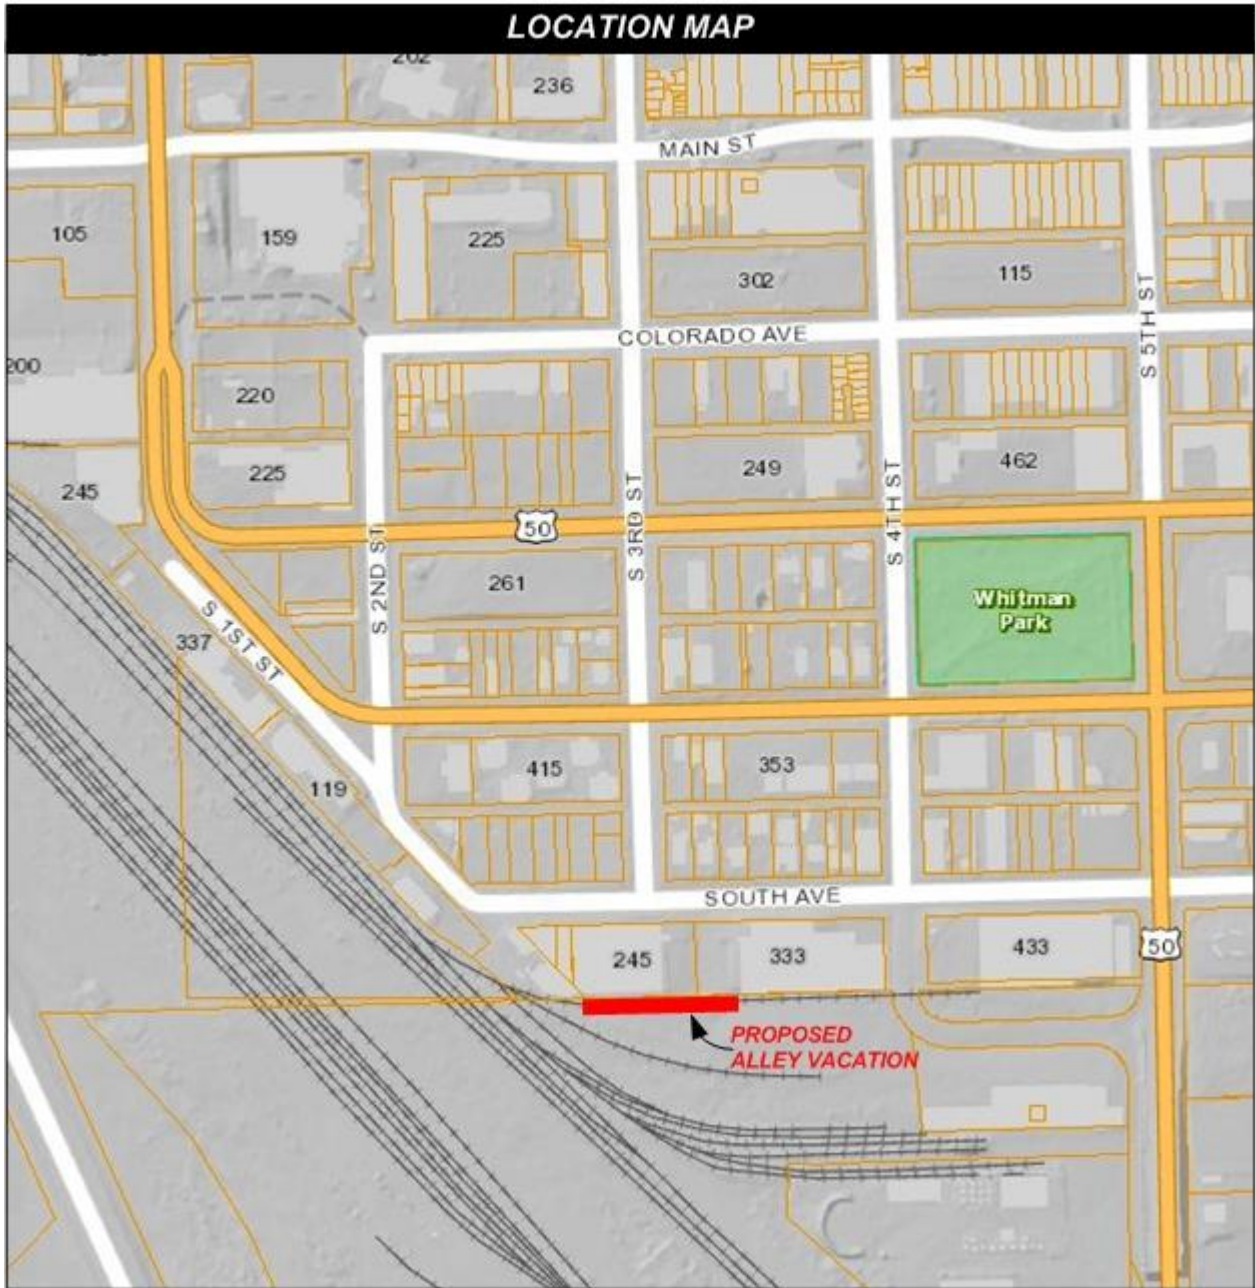 LOCATION MAP
202
236
MAIN ST
105
159
225
302
115
S 5TH ST
COLORADO AVE
200
220
225
245
249
462
S 3RD ST
S 4TH ST
50
S 2ND ST
261
Whitman
Park
S 1ST ST
337
415
353
119
SOUTH AVE
245
333
433
50
PROPOSED
ALLEY VACATION